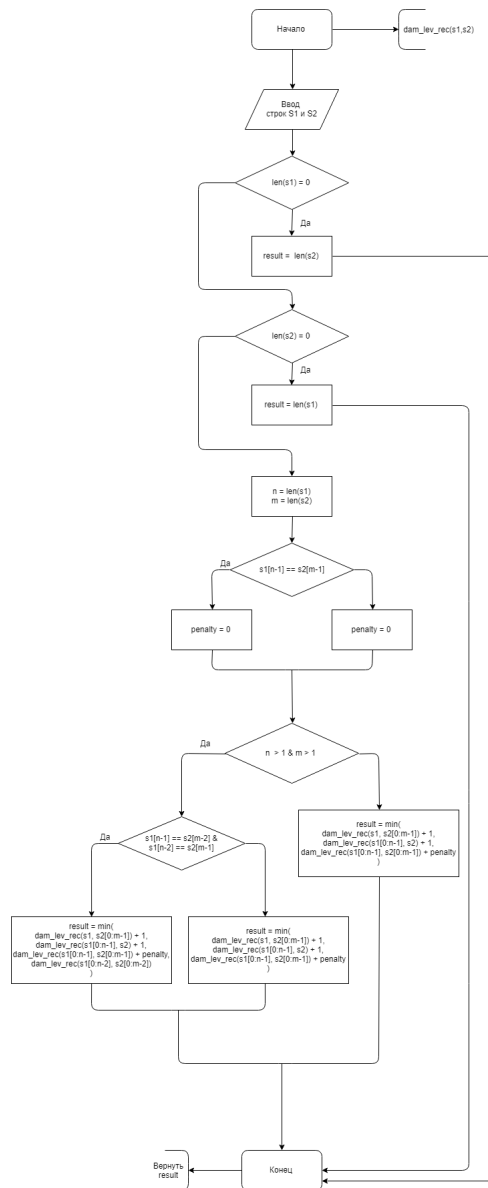 Начало
dam_lev_rec(s1,s2)
Ввод
строк S1 и S2
len(s1) = 0
Да
result = len(s2)
len(s2) = 0
Да
result = len(s1)
n = len(s1)
m = len(s2)
Да
s1[n-1] == s2[m-1]
penalty = 0
penalty = 0
Да
n > 1 & m > 1
Да
s1[n-1] == s2[m-2] &
s1[n-2] == s2[m-1]
result = min(
dam_lev_rec(s1, s2[0:m-1]) + 1,
dam_lev_rec(s1[0:n-1], s2) + 1,
dam_lev_rec(s1[0:n-1], s2[0:m-1]) + penalty
)
result = min(
dam_lev_rec(s1, s2[0:m-1]) + 1,
dam_lev_rec(s1[0:n-1], s2) + 1,
dam_lev_rec(s1[0:n-1], s2[0:m-1]) + penalty,
dam_lev_rec(s1[0:n-2], s2[0:m-2])
)
result = min(
dam_lev_rec(s1, s2[0:m-1]) + 1,
dam_lev_rec(s1[0:n-1], s2) + 1,
dam_lev_rec(s1[0:n-1], s2[0:m-1]) + penalty
)
Вернуть
result
Конец